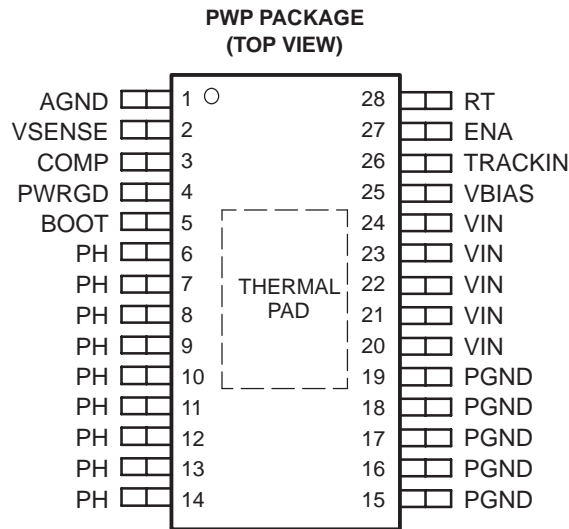 PWP PACKAGE
(TOP VIEW)
AGND 1 28 RT
VSENSE 2 27 ENA
COMP 3 26 TRACKIN
PWRGD 4 25 VBIAS
BOOT 5 24 VIN
PH 6 23 VIN
PH 7 22 VIN
PH 8 21 VIN
PH 9 20 VIN
PH 10 19 PGND
PH 11 18 PGND
PH 12 17 PGND
PH 13 16 PGND
PH 14 15 PGND
THERMAL
PAD